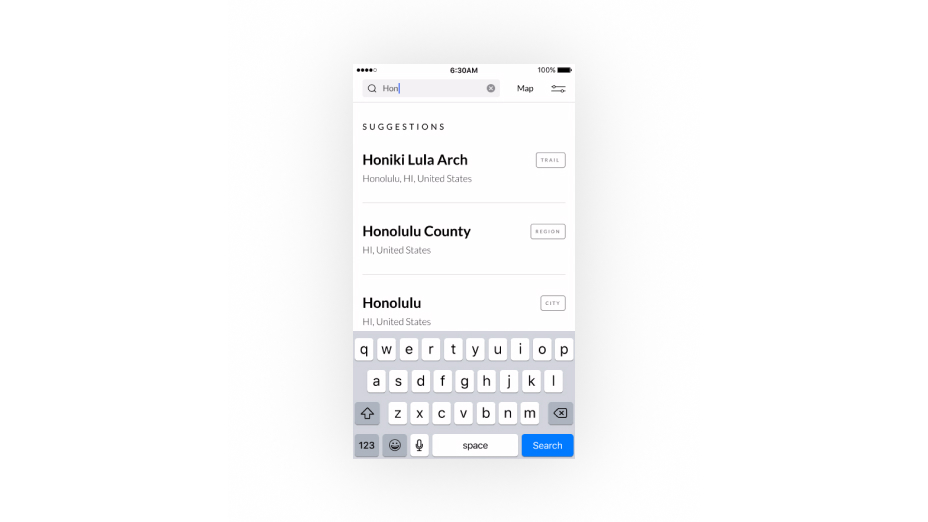 6:30AM 100%
Hon Map
SUGGESTIONS
Honiki Lula Arch TRAIL
Honolulu, HI, United States
Honolulu County REGION
HI, United States
Honolulu CITY
HI, United States
q w e r t y u i o p
a s d f g h j k l
z x c v b n m
123 space Search